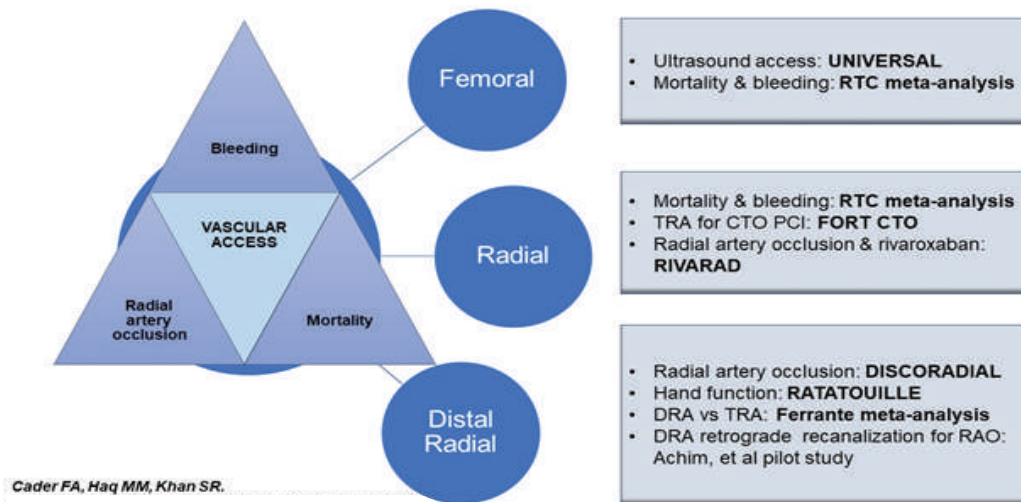 Bleeding
VASCULAR
ACCESS
Radial
artery
occlusion
Mortality
Femoral
Radial
Distal
Radial
• Ultrasound access: UNIVERSAL
• Mortality & bleeding: RTC meta-analysis
• Mortality & bleeding: RTC meta-analysis
• TRA for CTO PCI: FORT CTO
• Radial artery occlusion & rivaroxaban:
RIVARAD
• Radial artery occlusion: DISCORADIAL
• Hand function: RATATOUILLE
• DRA vs TRA: Ferrante meta-analysis
• DRA retrograde recanalization for RAO:
Achim, et al pilot study
Cader FA, Haq MM, Khan SR.